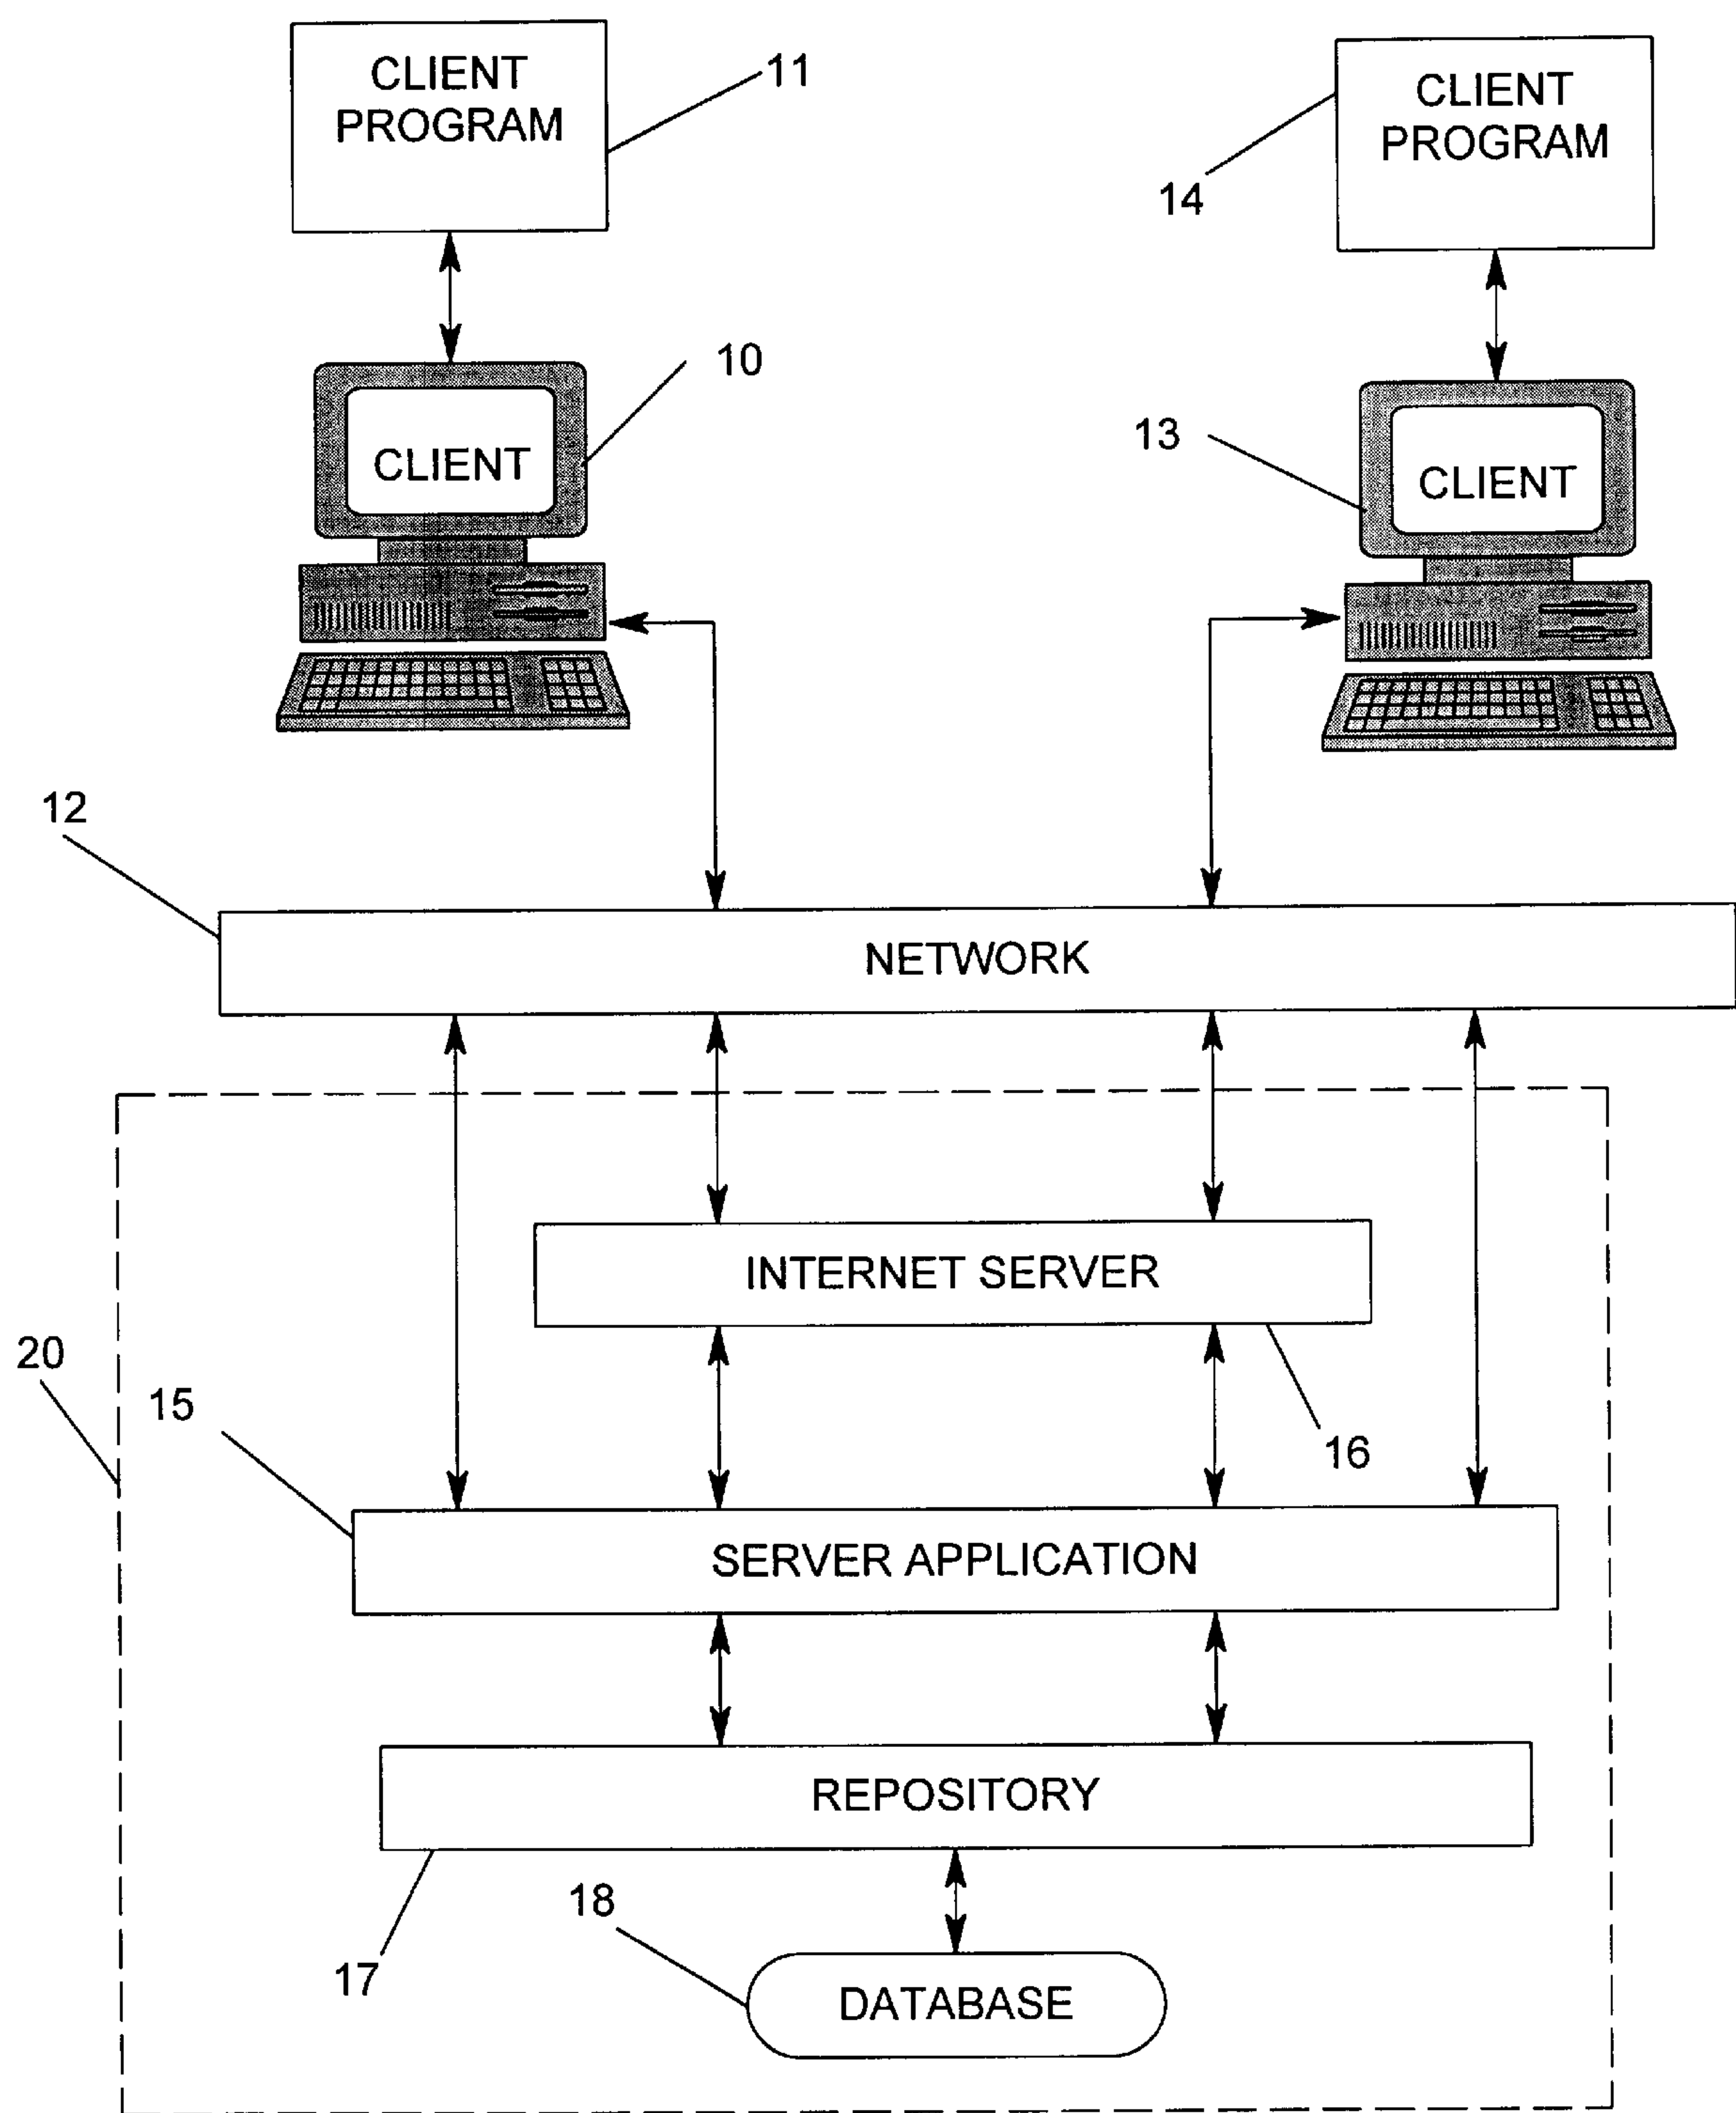 CLIENT
PROGRAM
11
CLIENT
PROGRAM
14
10
CLIENT
13
CLIENT
12
NETWORK
INTERNET SERVER
20
15
16
SERVER APPLICATION
REPOSITORY
18
17
DATABASE